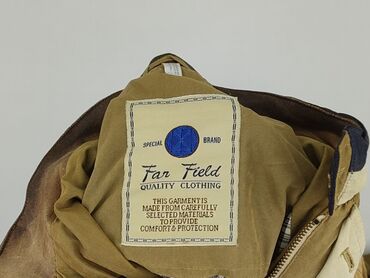 SPECIAL BRAND
Far Field
QUALITY CLOTHING
THIS GARMENT IS
MADE FROM CAREFULLY
SELECTED MATERIALS
TO PROVIDE
COMFORT & PROTECTION